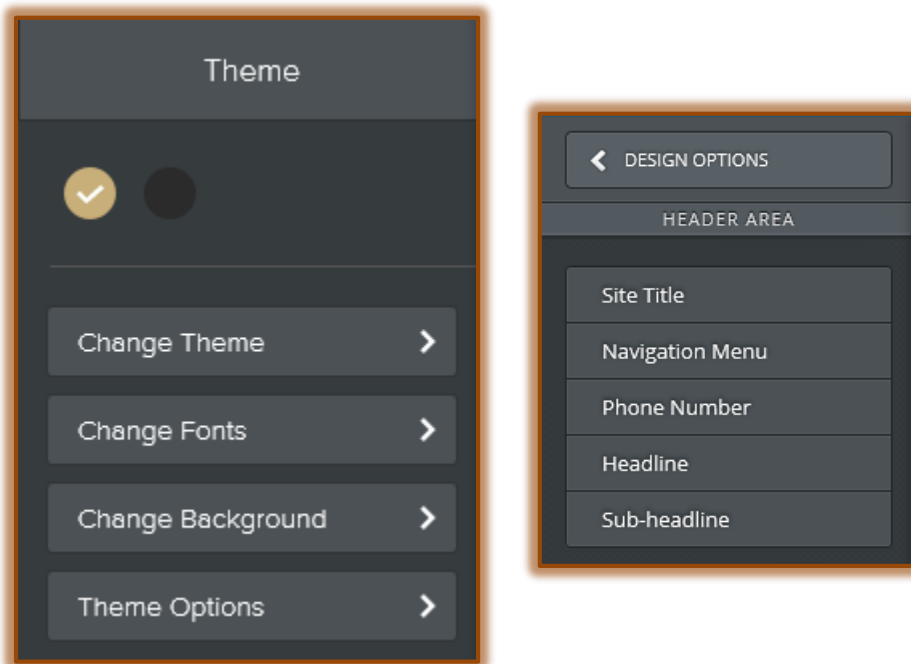 Theme
Change Theme
Change Fonts
Change Background
Theme Options
DESIGN OPTIONS
HEADER AREA
Site Title
Navigation Menu
Phone Number
Headline
Sub-headline